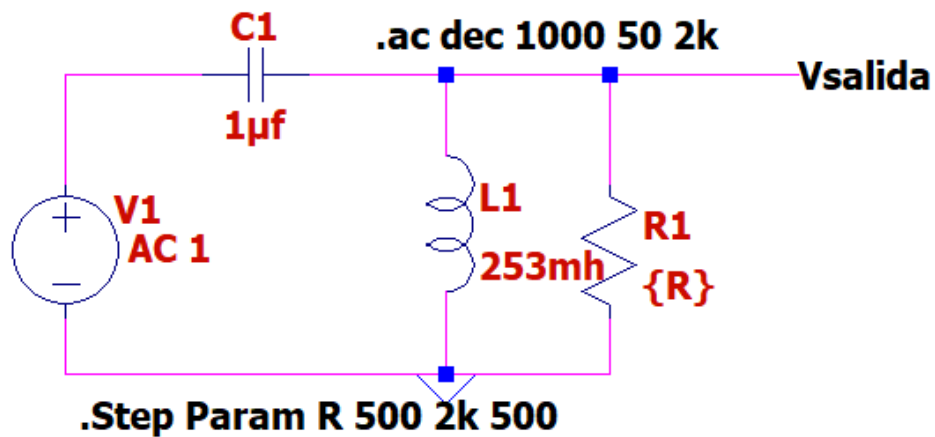 C1
.ac dec 1000 50 2k
Vsalida
1µf
V1
AC 1
L1
253mh
R1
{R}
.Step Param R 500 2k 500